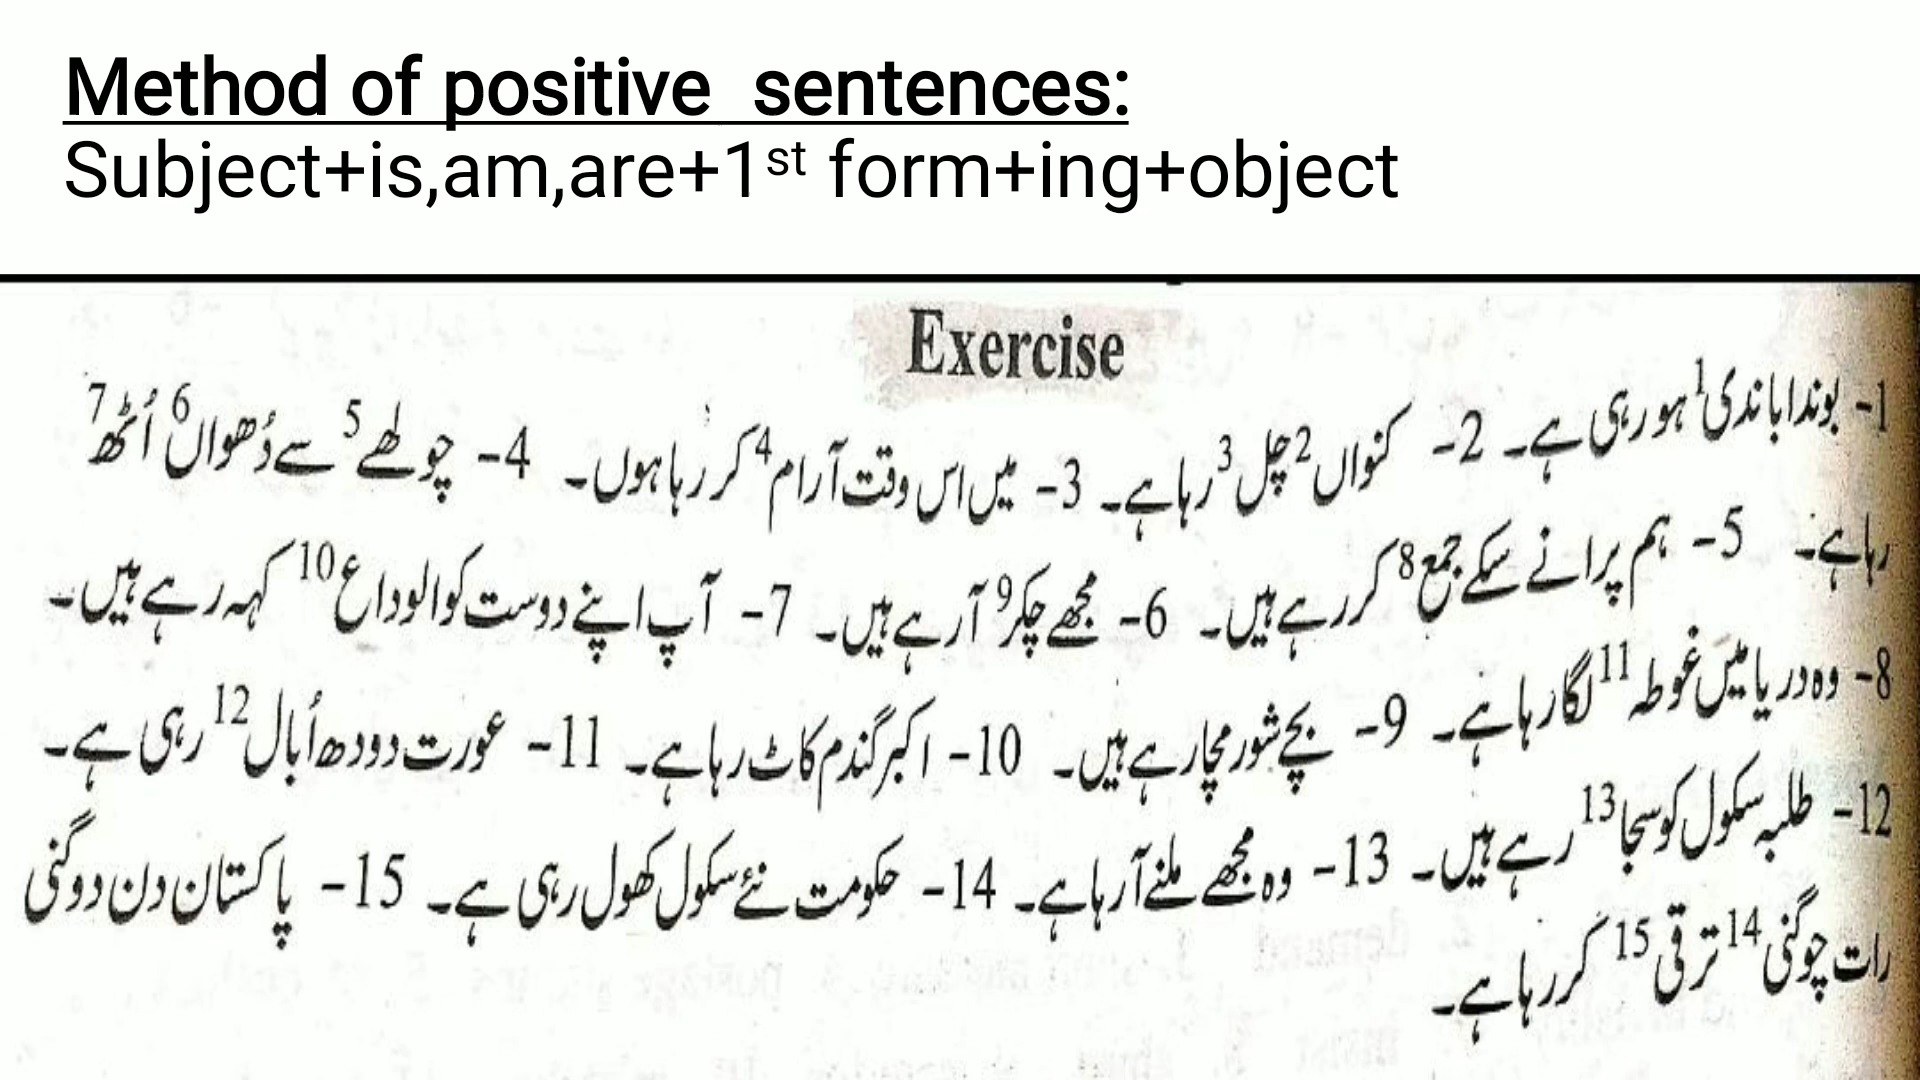 Method of positive sentences:
Subject+is,am,are+1st form+ing+object
Exercise
1- بوندا باندی1 ہو رہی ہے۔ 2- کنواں2 چل3 رہا ہے۔ 3- میں اس وقت آرام4 کر رہا ہوں۔ 4- چولھے5 سے دُھواں6 اُٹھ7
رہا ہے۔ 5- ہم پرانے سکے جمع8 کر رہے ہیں۔ 6- مجھے چکر9 آ رہے ہیں۔ 7- آپ اپنے دوست کو الوداع10 کہہ رہے ہیں۔
8- وہ دریا میں غوطہ11 لگا رہا ہے۔ 9- بچے شور مچا رہے ہیں۔ 10- اکبر گندم کاٹ رہا ہے۔ 11- عورت دودھ اُبال12 رہی ہے۔
12- طلبہ سکول کو سجا13 رہے ہیں۔ 13- وہ مجھے ملنے آ رہا ہے۔ 14- حکومت نئے سکول کھول رہی ہے۔ 15- پاکستان دن دوگنی
رات چوگنی14 ترقی15 کر رہا ہے۔